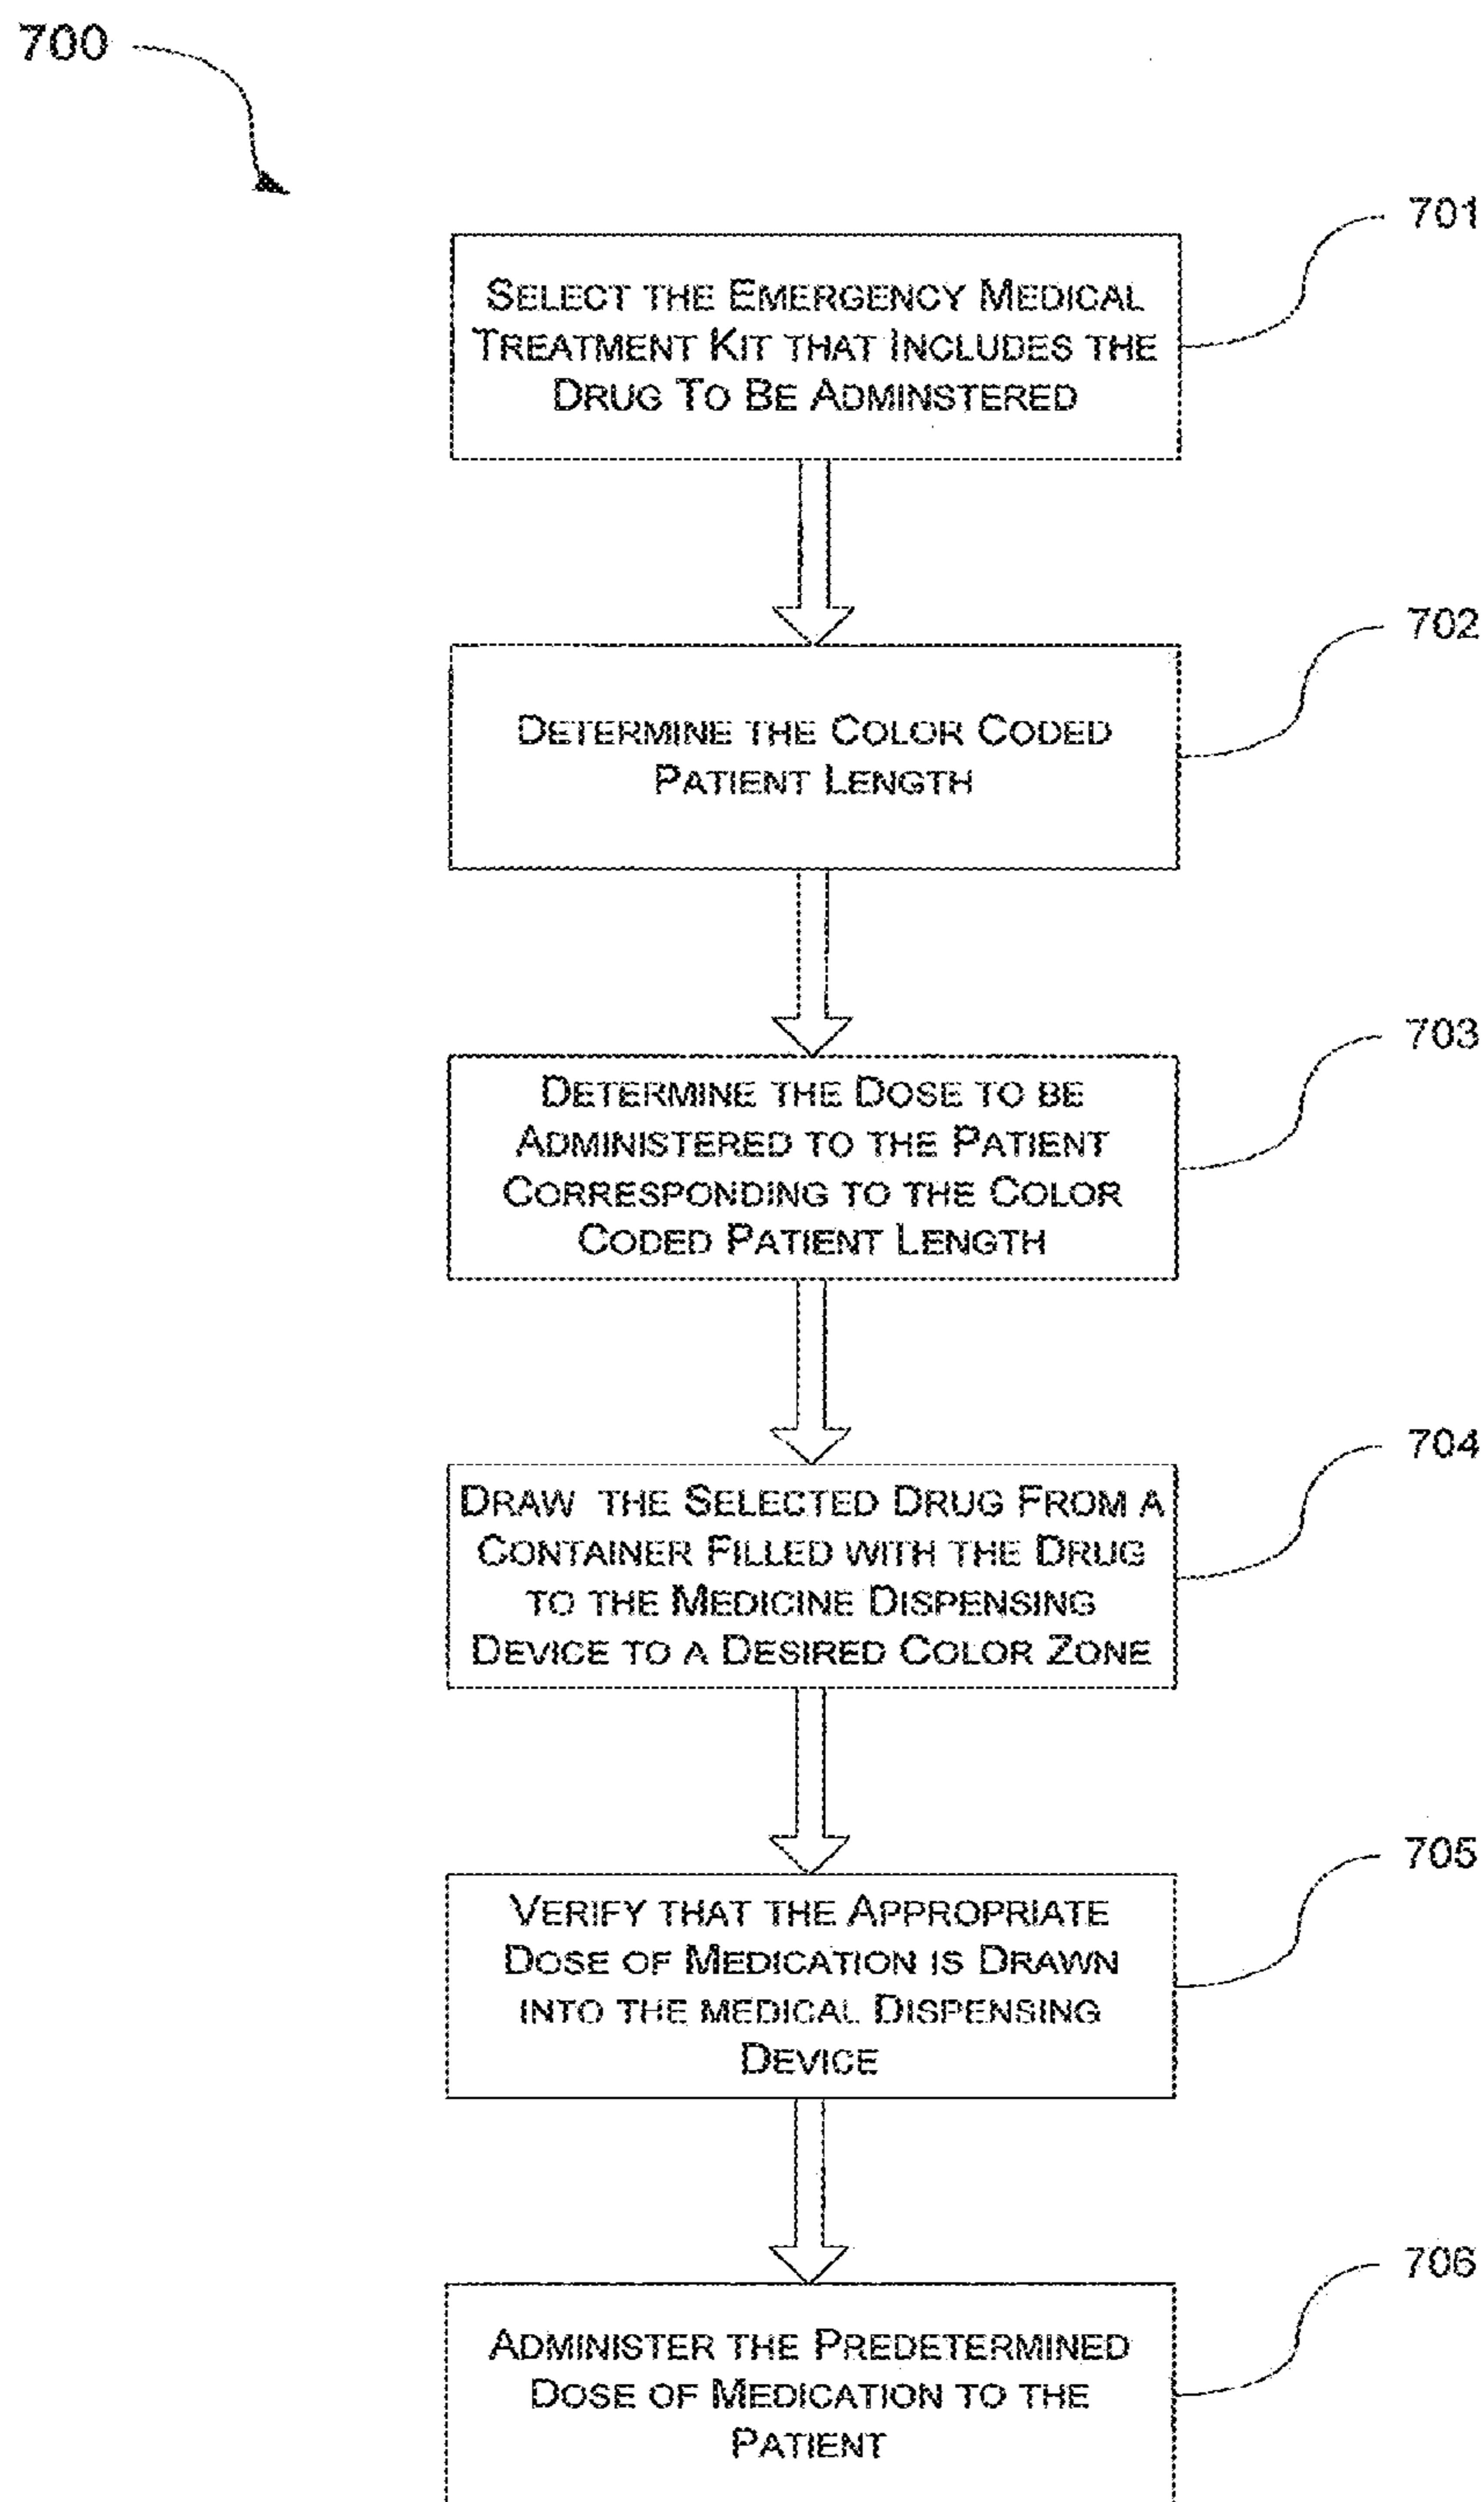 700
701
SELECT THE EMERGENCY MEDICAL
TREATMENT KIT THAT INCLUDES THE
DRUG TO BE ADMINSTERED
702
DETERMINE THE COLOR CODED
PATIENT LENGTH
703
DETERMINE THE DOSE TO BE
ADMINISTERED TO THE PATIENT
CORRESPONDING TO THE COLOR
CODED PATIENT LENGTH
704
DRAW THE SELECTED DRUG FROM A
CONTAINER FILLED WITH THE DRUG
TO THE MEDICINE DISPENSING
DEVICE TO A DESIRED COLOR ZONE
705
VERIFY THAT THE APPROPRIATE
DOSE OF MEDICATION IS DRAWN
INTO THE MEDICAL DISPENSING
DEVICE
706
ADMINISTER THE PREDETERMINED
DOSE OF MEDICATION TO THE
PATIENT